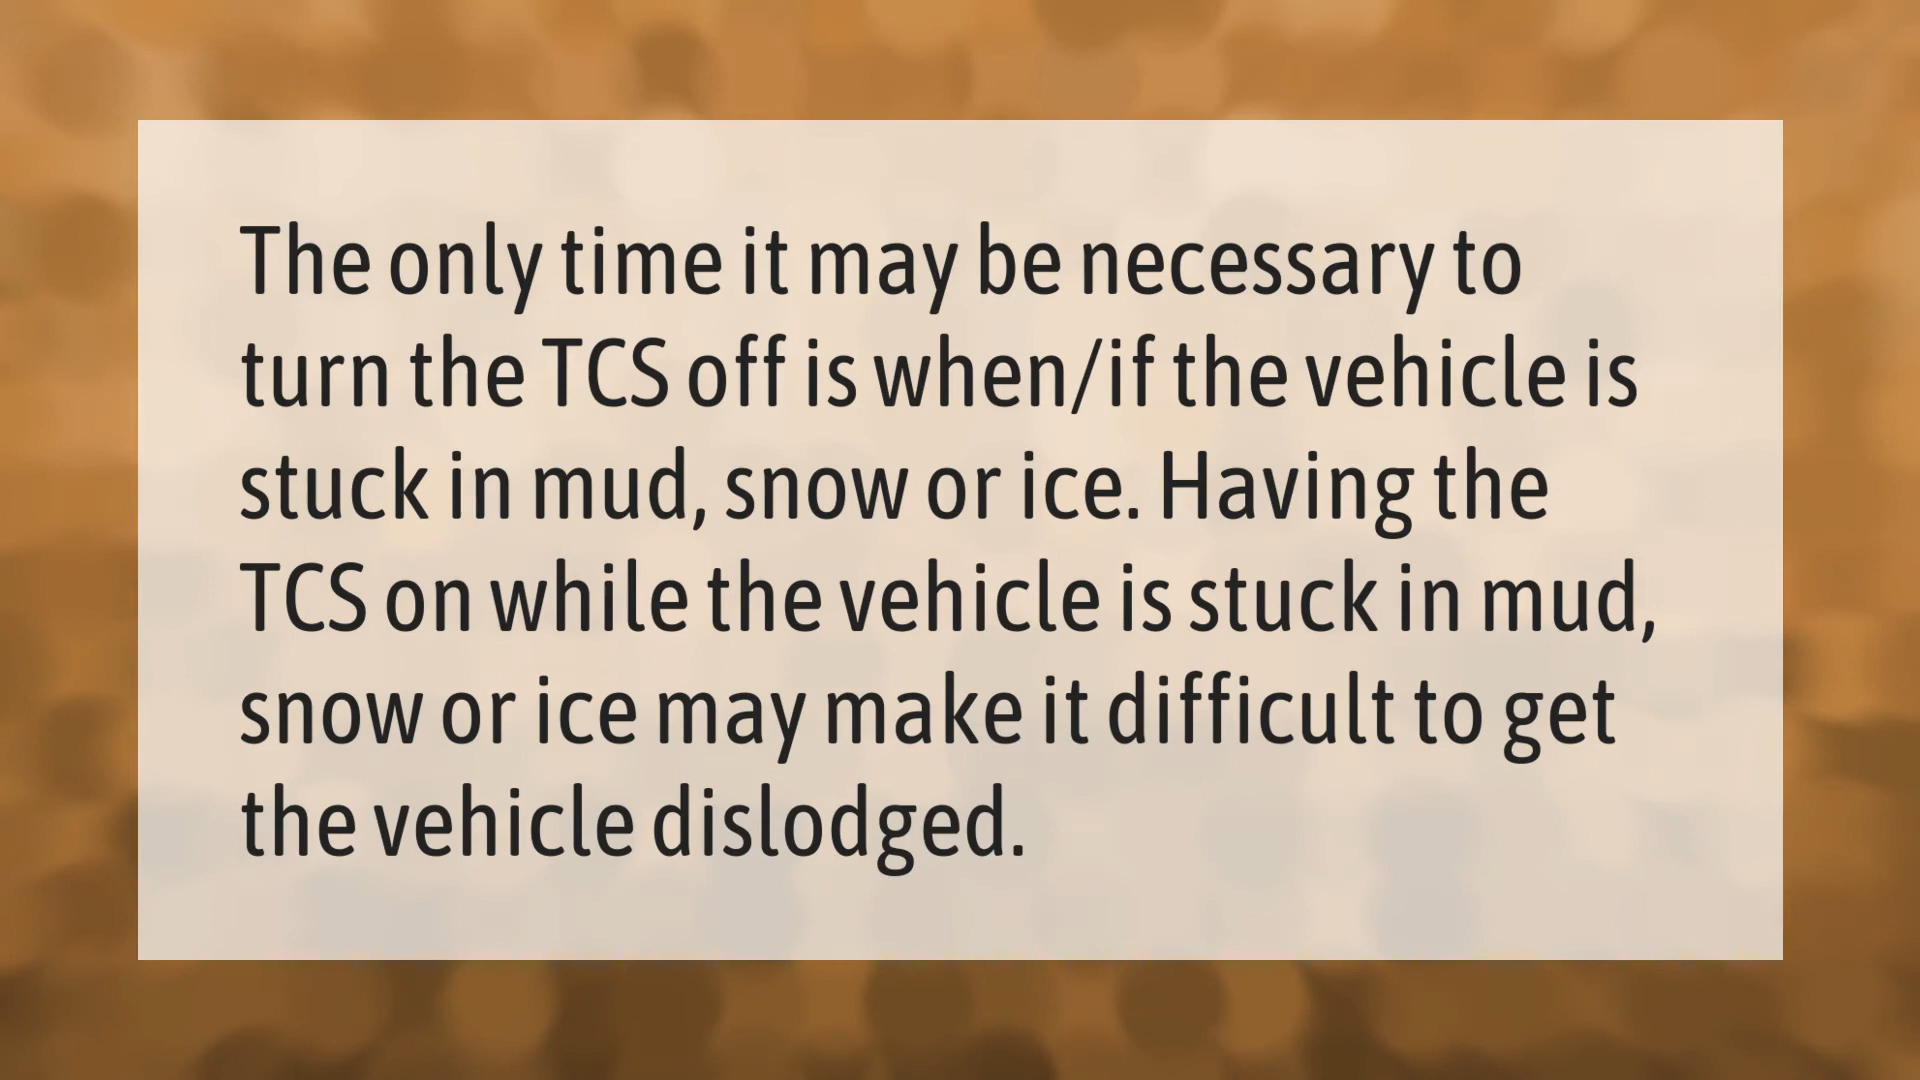 The only time it may be necessary to
turn the TCS off is when/if the vehicle is
stuck in mud, snow or ice. Having the
TCS on while the vehicle is stuck in mud,
snow or ice may make it difficult to get
the vehicle dislodged.